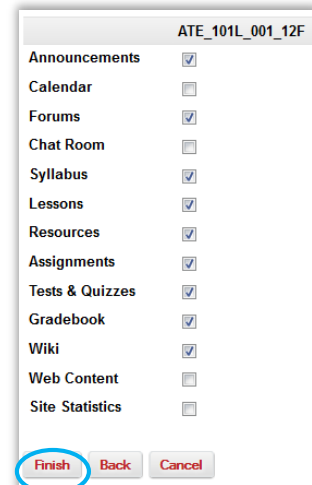 ATE_101L_001_12F
Announcements
Calendar
Forums
Chat Room
Syllabus
Lessons
Resources
Assignments
Tests & Quizzes
Gradebook
Wiki
Web Content
Site Statistics
Finish Back Cancel